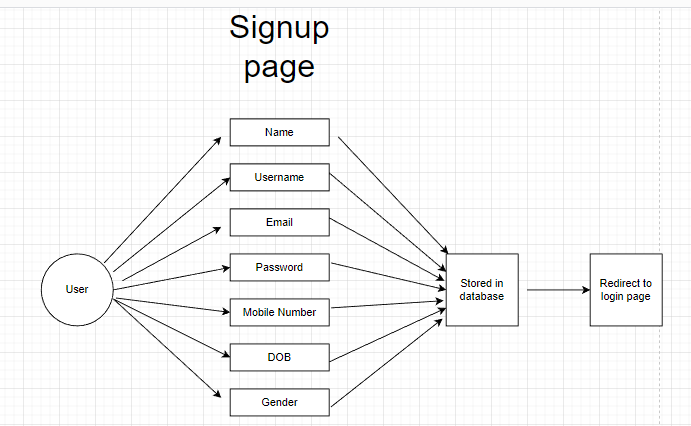 Signup
page
Name
Username
Email
Password
Mobile Number
DOB
Gender
User
Stored in
database
Redirect to
login page